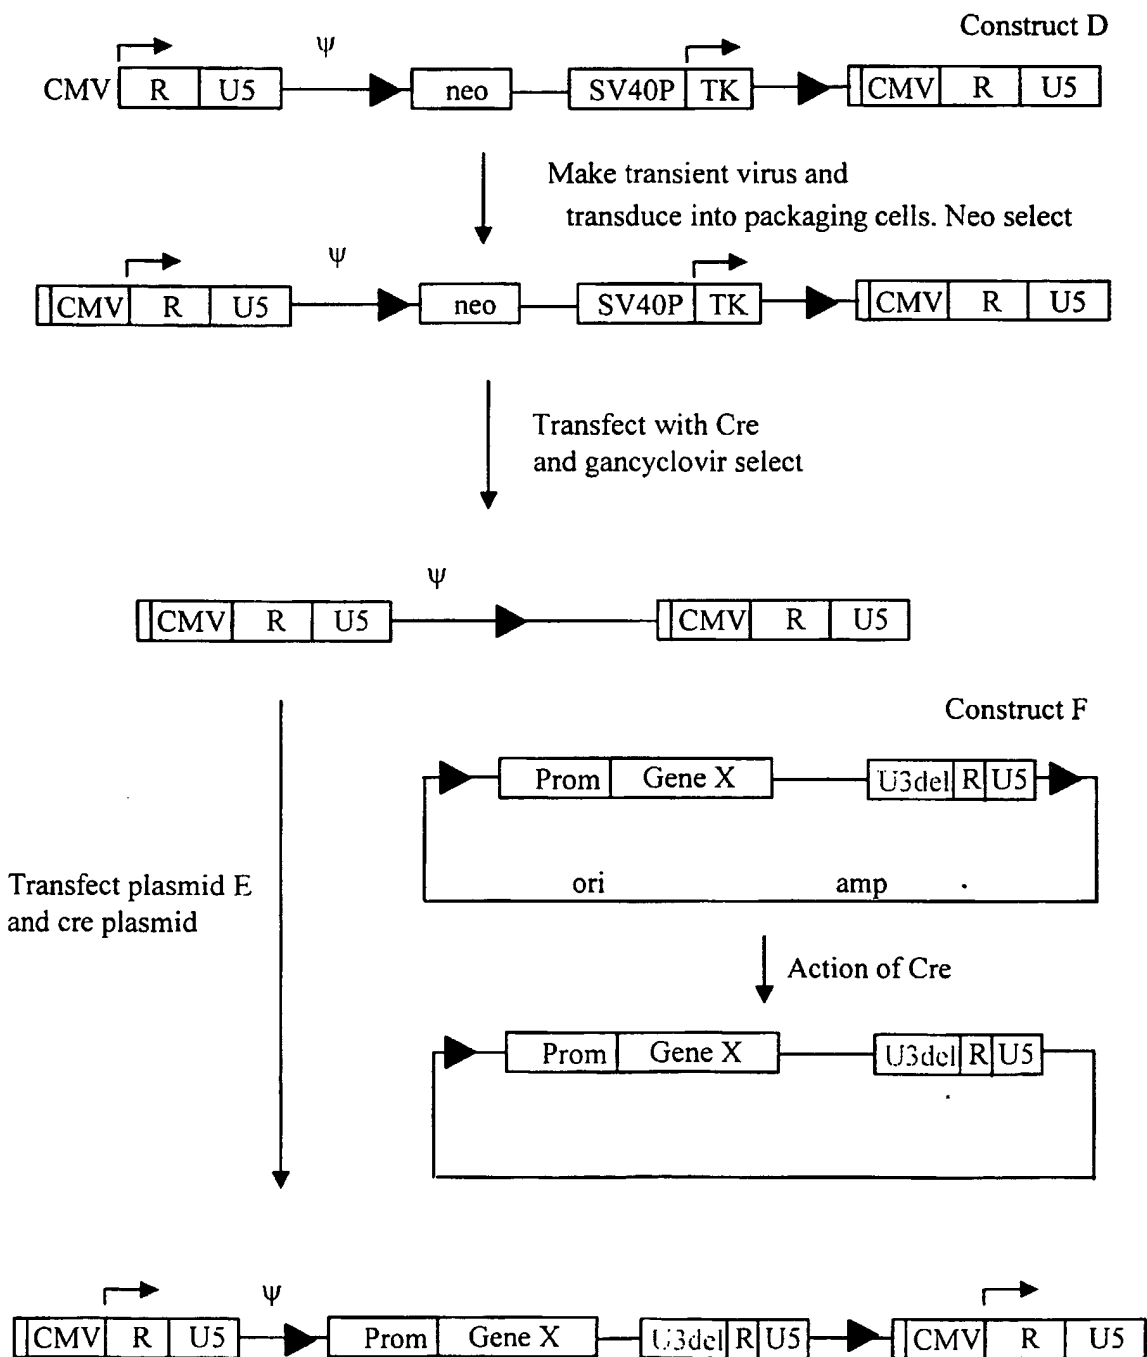 Construct D
ψ
CMV R U5 neo SV40P TK CMV R U5
Make transient virus and
transduce into packaging cells. Neo select
ψ
CMV R U5 neo SV40P TK CMV R U5
Transfect with Cre
and gancyclovir select
ψ
CMV R U5 CMV R U5
Construct F
Prom Gene X U3del R U5
ori amp
Transfect plasmid E
and cre plasmid
Action of Cre
Prom Gene X U3del R U5
ψ
CMV R U5 Prom Gene X U3del R U5 CMV R U5